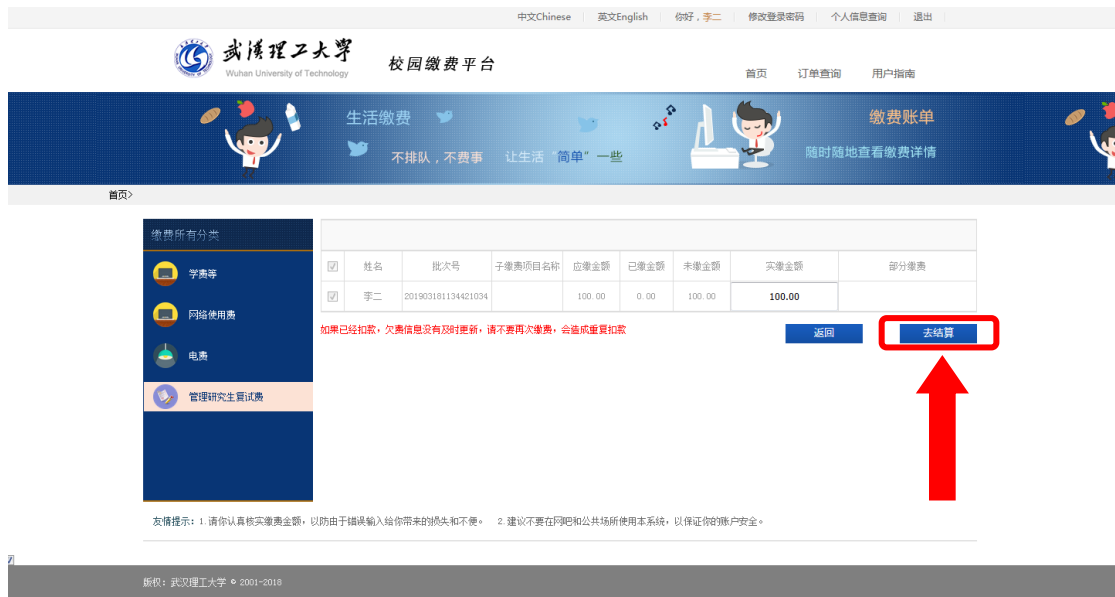 中文Chinese 英文English 你好，李二 修改登录密码 个人信息查询 退出
武汉理工大学
Wuhan University of Technology
校园缴费平台
首页 订单查询 用户指南
生活缴费
不排队，不费事 让生活“简单”一些
缴费账单
随时随地查看缴费详情
首页>
缴费所有分类
学费等
网络使用费
电费
管理研究生复试费
姓名 批次号 子缴费项目名称 应缴金额 已缴金额 未缴金额 实缴金额 部分缴费
李二 201903181134421034 100.00 0.00 100.00 100.00
如果已经扣款，欠费信息没有及时更新，请不要再次缴费，会造成重复扣款
返回 去结算
友情提示：1.请你认真核实缴费金额，以防由于错误输入给你带来的损失和不便。 2.建议不要在网吧和公共场所使用本系统，以保证你的账户安全。
版权：武汉理工大学 © 2001-2018